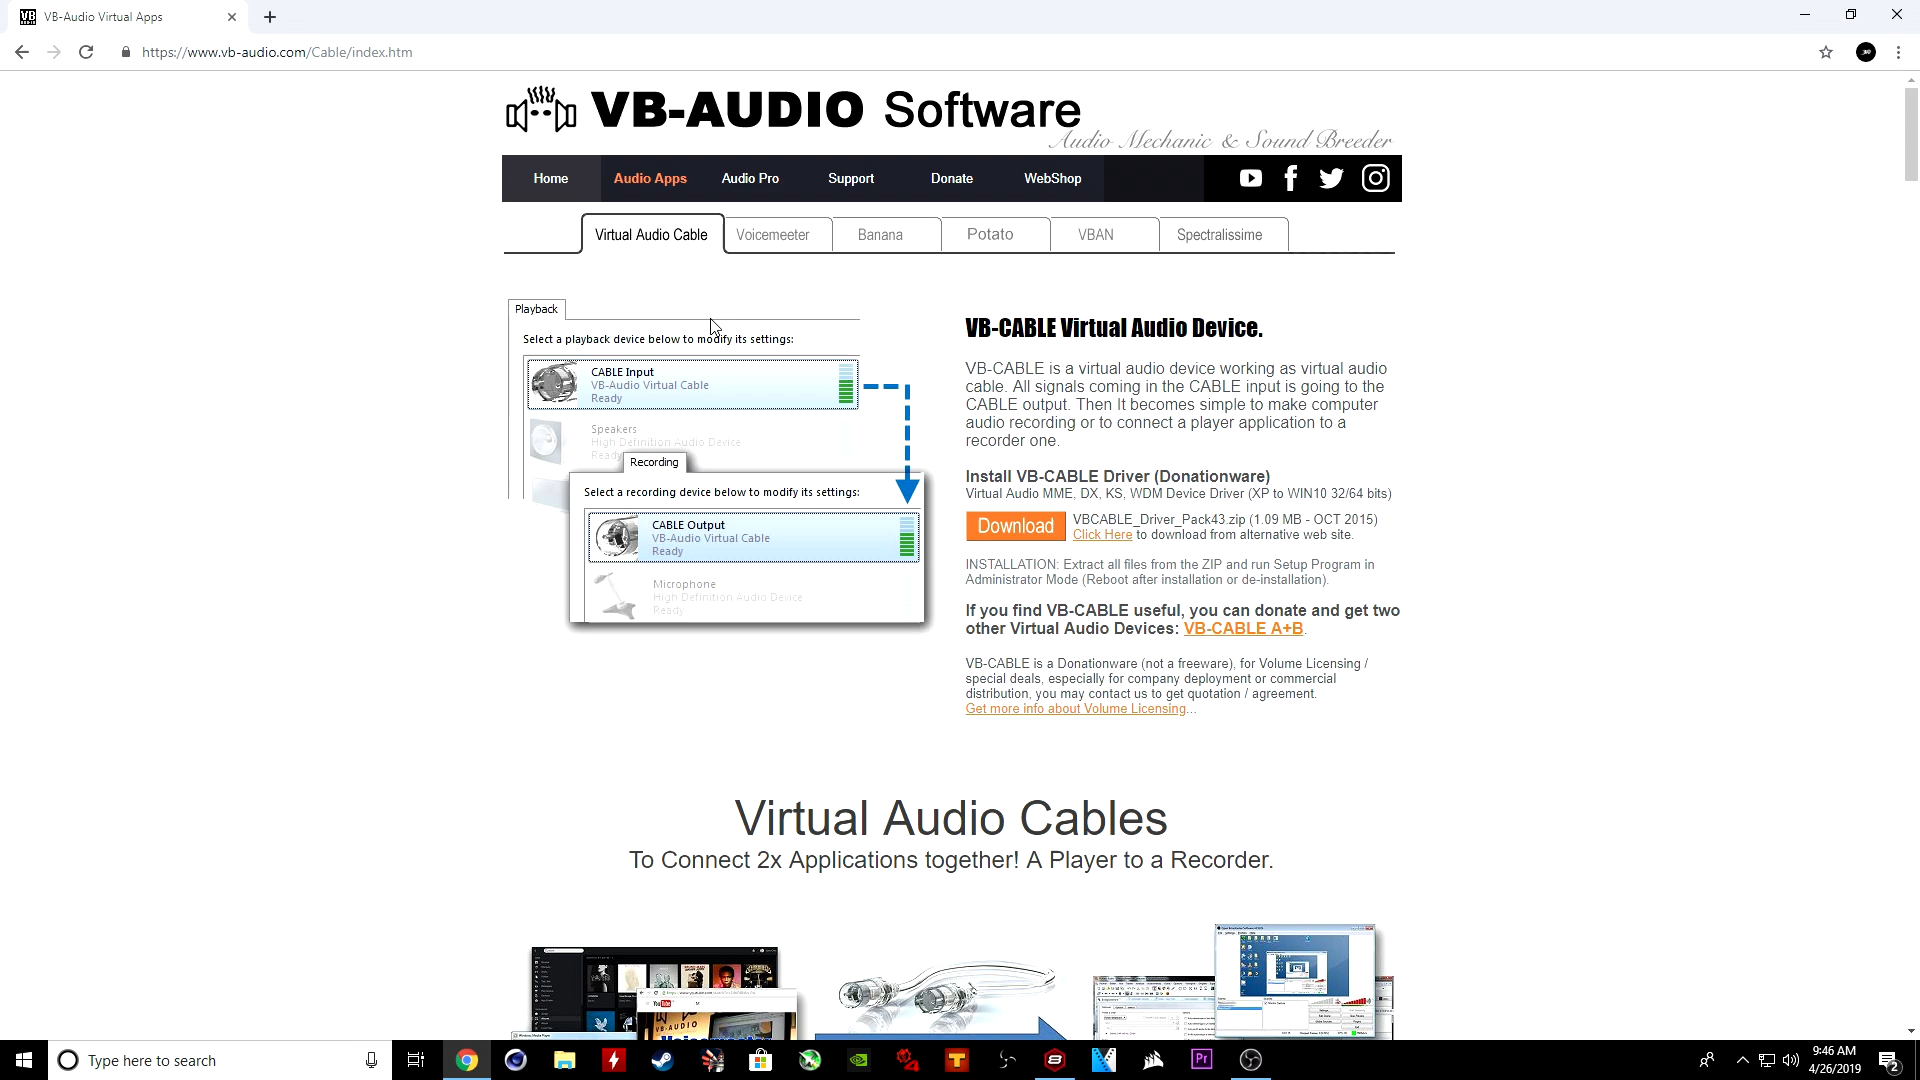 VB-Audio Virtual Apps
https://www.vb-audio.com/Cable/index.htm
VB-AUDIO Software
Audio Mechanic & Sound Breeder
Home Audio Apps Audio Pro Support Donate WebShop
Virtual Audio Cable Voicemeeter Banana Potato VBAN Spectralissime
Playback
Select a playback device below to modify its settings:
CABLE Input
VB-Audio Virtual Cable
Ready
Speakers
High Definition Audio Device
Ready
Recording
Select a recording device below to modify its settings:
CABLE Output
VB-Audio Virtual Cable
Ready
Microphone
High Definition Audio Device
Ready
VB-CABLE Virtual Audio Device.
VB-CABLE is a virtual audio device working as virtual audio
cable. All signals coming in the CABLE input is going to the
CABLE output. Then It becomes simple to make computer
audio recording or to connect a player application to a
recorder one.
Install VB-CABLE Driver (Donationware)
Virtual Audio MME, DX, KS, WDM Device Driver (XP to WIN10 32/64 bits)
Download
VBCABLE_Driver_Pack43.zip (1.09 MB - OCT 2015)
Click Here to download from alternative web site.
INSTALLATION: Extract all files from the ZIP and run Setup Program in
Administrator Mode (Reboot after installation or de-installation).
If you find VB-CABLE useful, you can donate and get two
other Virtual Audio Devices: VB-CABLE A+B.
VB-CABLE is a Donationware (not a freeware), for Volume Licensing /
special deals, especially for company deployment or commercial
distribution, you may contact us to get quotation / agreement.
Get more info about Volume Licensing...
Virtual Audio Cables
To Connect 2x Applications together! A Player to a Recorder.
YouTube
VB-AUDIO
Type here to search
Pr
9:46 AM
4/26/2019
2